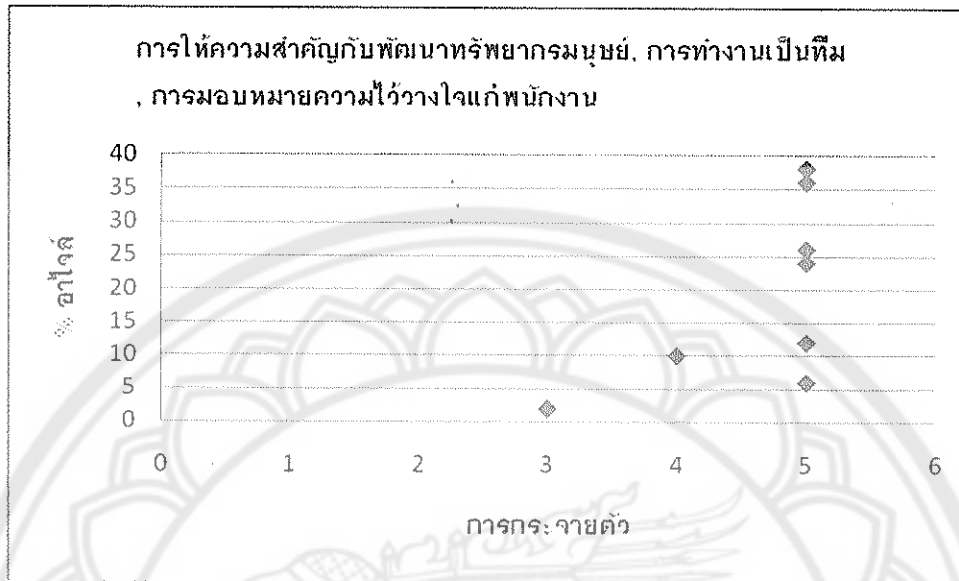 การให้ความสำคัญกับพัฒนาทรัพยากรมนุษย์, การทำงานเป็นทีม
, การมอบหมายความไว้วางใจแก่พนักงาน
40
35
30
25
20
15
10
5
0
% อาไจล์
0 1 2 3 4 5 6
การกระจายตัว